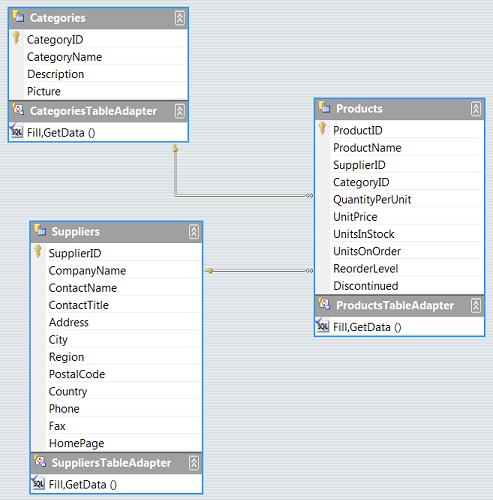 Categories
CategoryID
CategoryName
Description
Picture
CategoriesTableAdapter
SQL Fill,GetData ()
Products
ProductID
ProductName
SupplierID
CategoryID
QuantityPerUnit
UnitPrice
UnitsInStock
UnitsOnOrder
ReorderLevel
Discontinued
ProductsTableAdapter
SQL Fill,GetData ()
Suppliers
SupplierID
CompanyName
ContactName
ContactTitle
Address
City
Region
PostalCode
Country
Phone
Fax
HomePage
SuppliersTableAdapter
SQL Fill,GetData ()